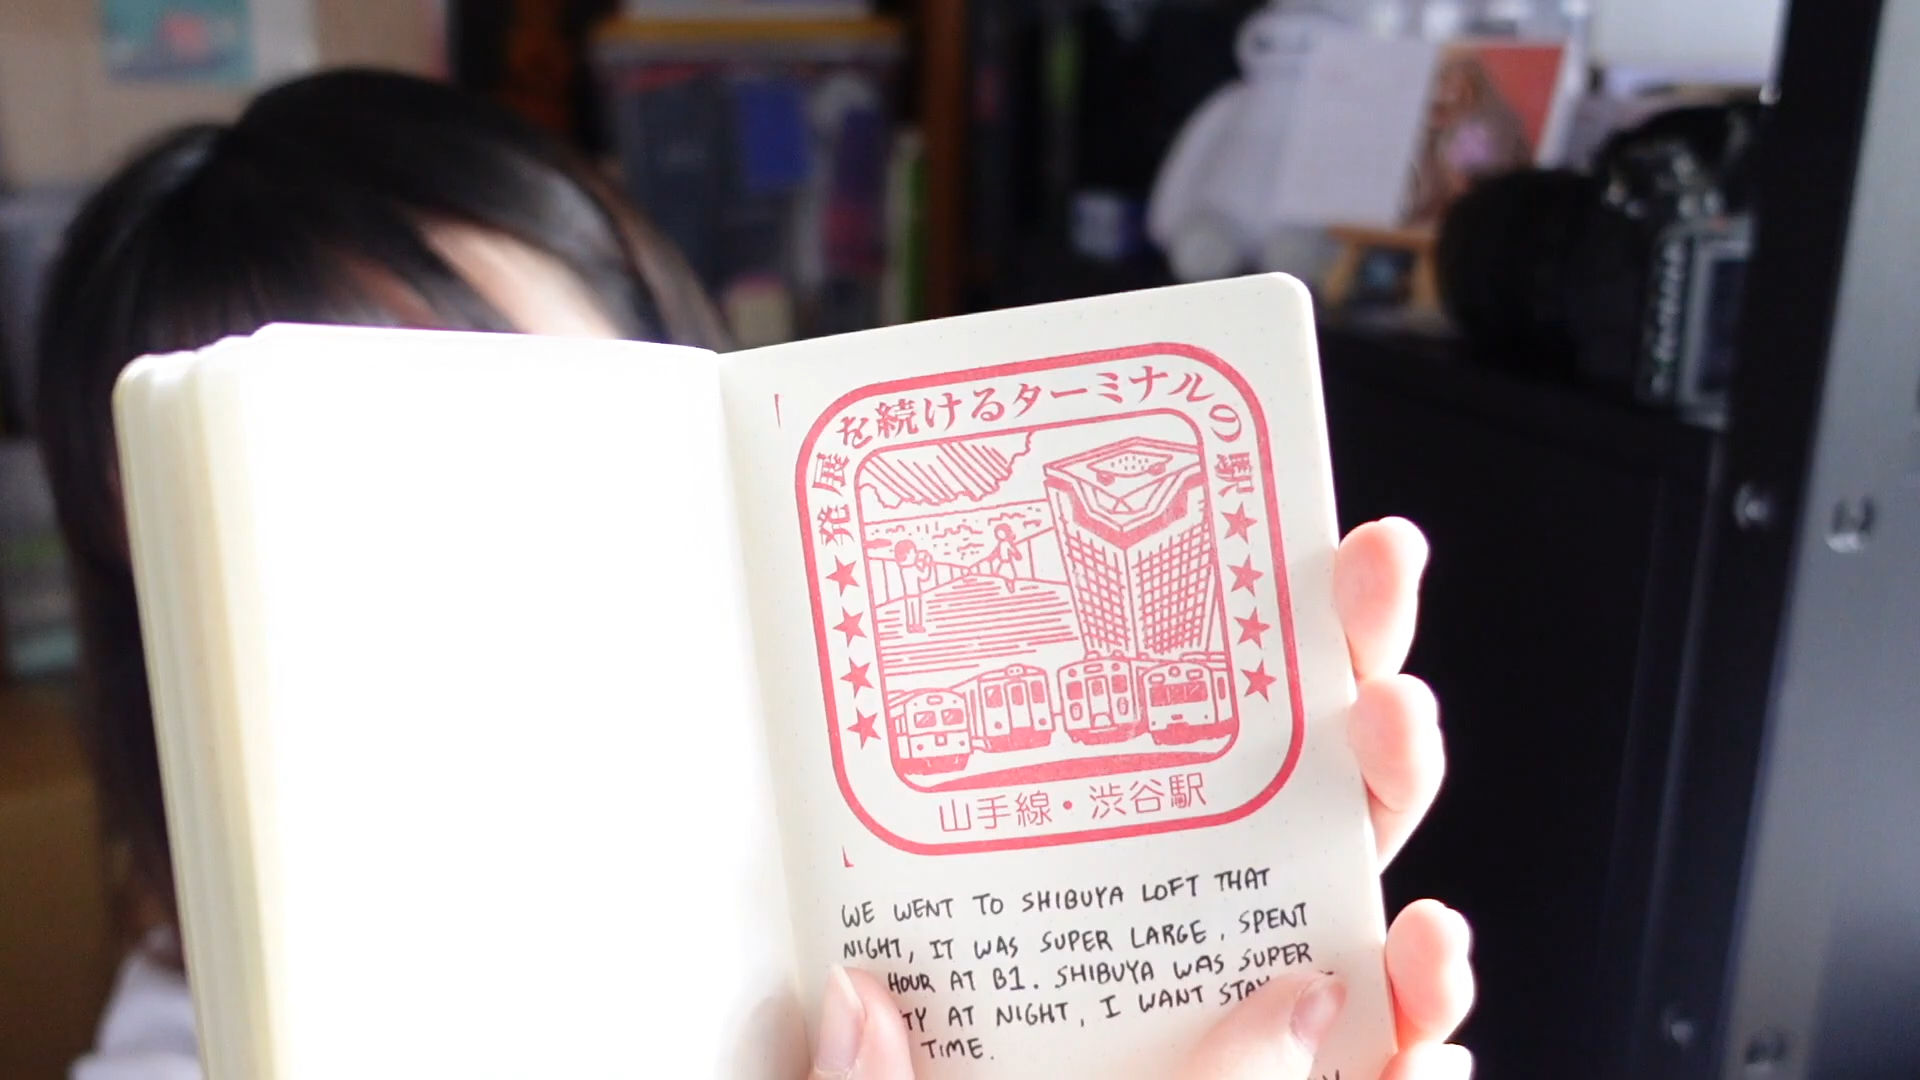 発展を続けるターミナルの駅
山手線・渋谷駅
WE WENT TO SHIBUYA LOFT THAT
NIGHT, IT WAS SUPER LARGE, SPENT
HOUR AT B1. SHIBUYA WAS SUPER
AT NIGHT, I WANT STAY
TIME.